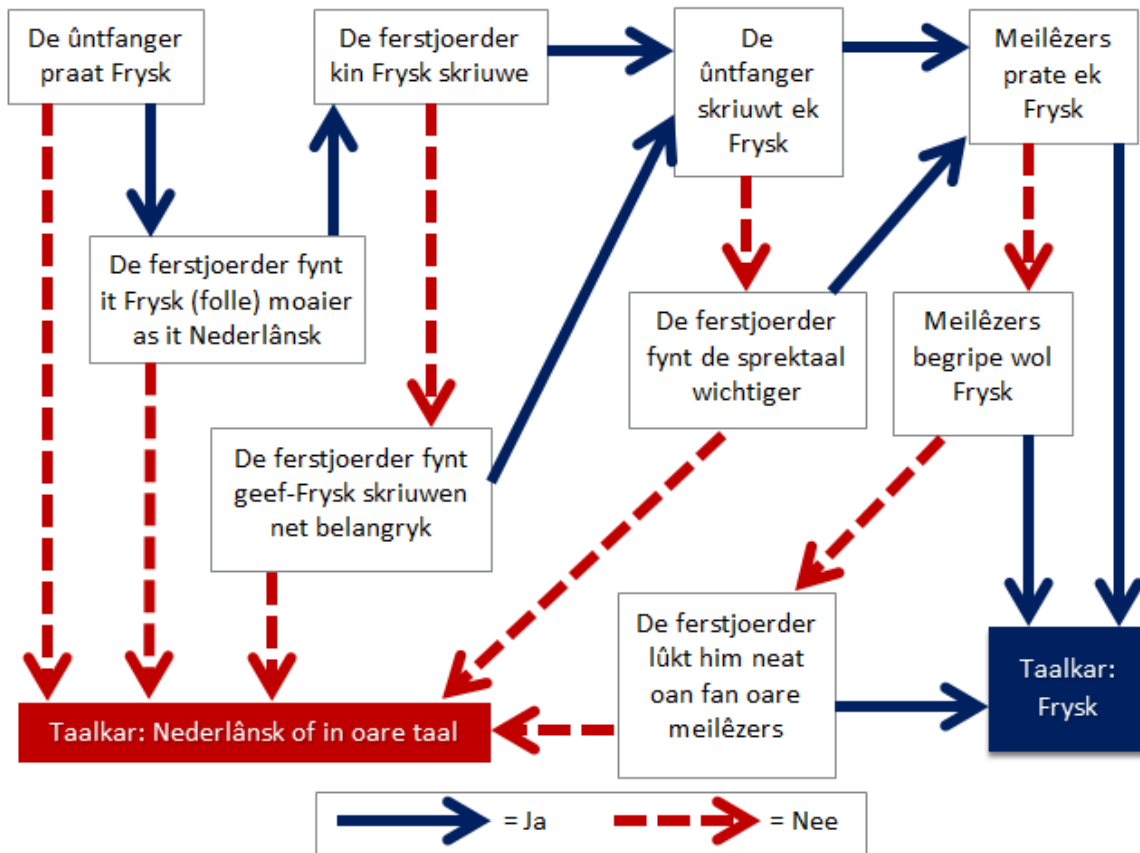 De ûntfanger
praat Frysk
De ferstjoerder
kin Frysk skriuwe
De
ûntfanger
skriuwt ek
Frysk
Meilêzers
prate ek
Frysk
De ferstjoerder fynt
it Frysk (folle) moaier
as it Nederlânsk
De ferstjoerder
fynt de sprektaal
wichtiger
Meilêzers
begripe wol
Frysk
De ferstjoerder fynt
geef-Frysk skriuwen
net belangryk
De ferstjoerder
lûkt him neat
oan fan oare
meilêzers
Taalkar: Nederlânsk of in oare taal
Taalkar:
Frysk
= Ja
= Nee